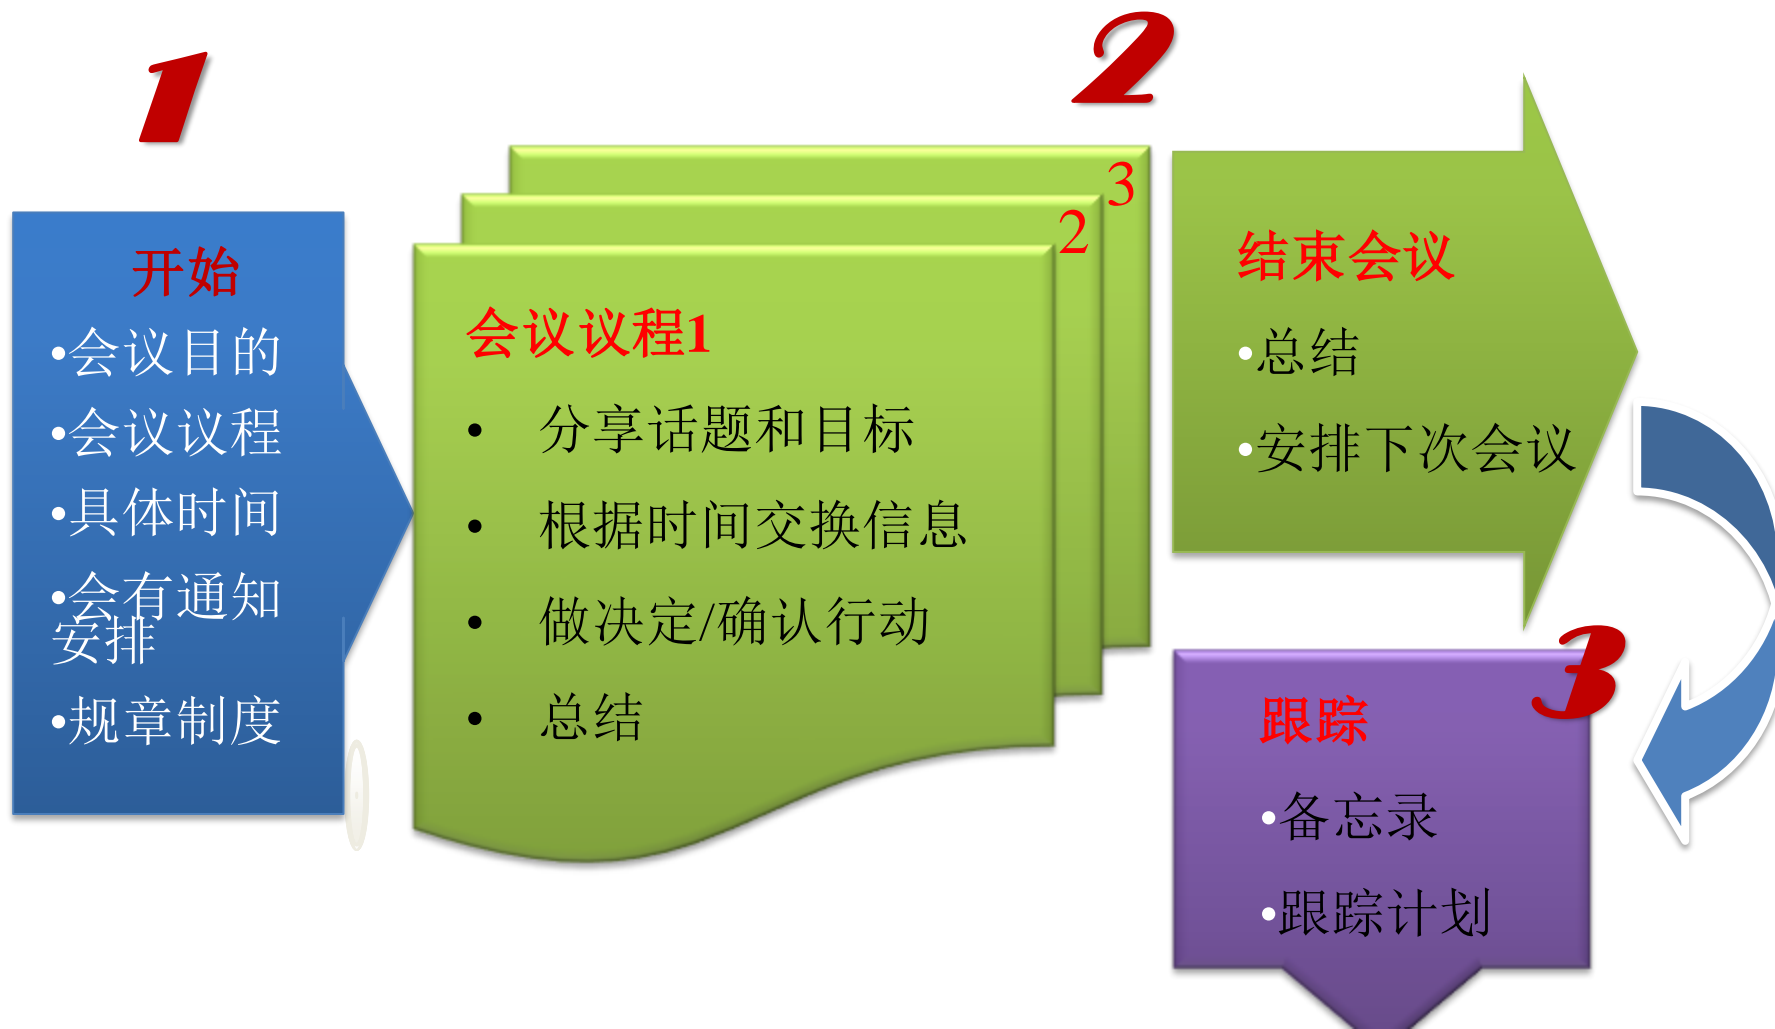 1
开始
•会议目的
•会议议程
•具体时间
•会有通知
安排
•规章制度
2
3
2
会议议程1
• 分享话题和目标
• 根据时间交换信息
• 做决定/确认行动
• 总结
结束会议
•总结
•安排下次会议
3
跟踪
•备忘录
•跟踪计划